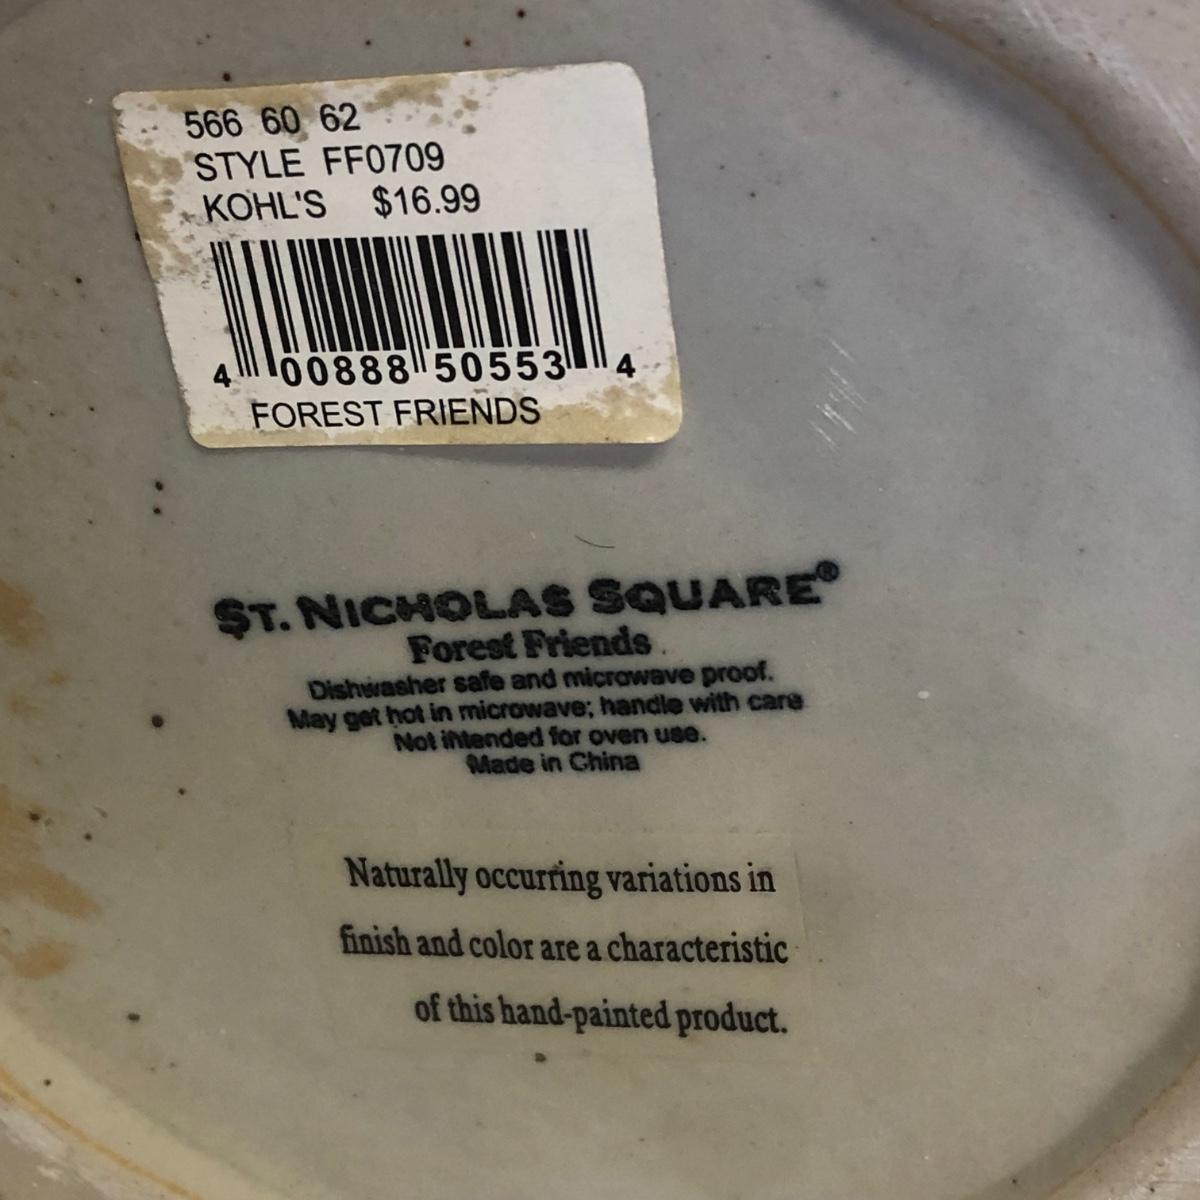 566 60 62
STYLE FF0709
KOHL'S $16.99
4 00888 50553 4
FOREST FRIENDS
ST. NICHOLAS SQUARE®
Forest Friends
Dishwasher safe and microwave proof.
May get hot in microwave; handle with care
Not intended for oven use.
Made in China
Naturally occurring variations in
finish and color are a characteristic
of this hand-painted product.